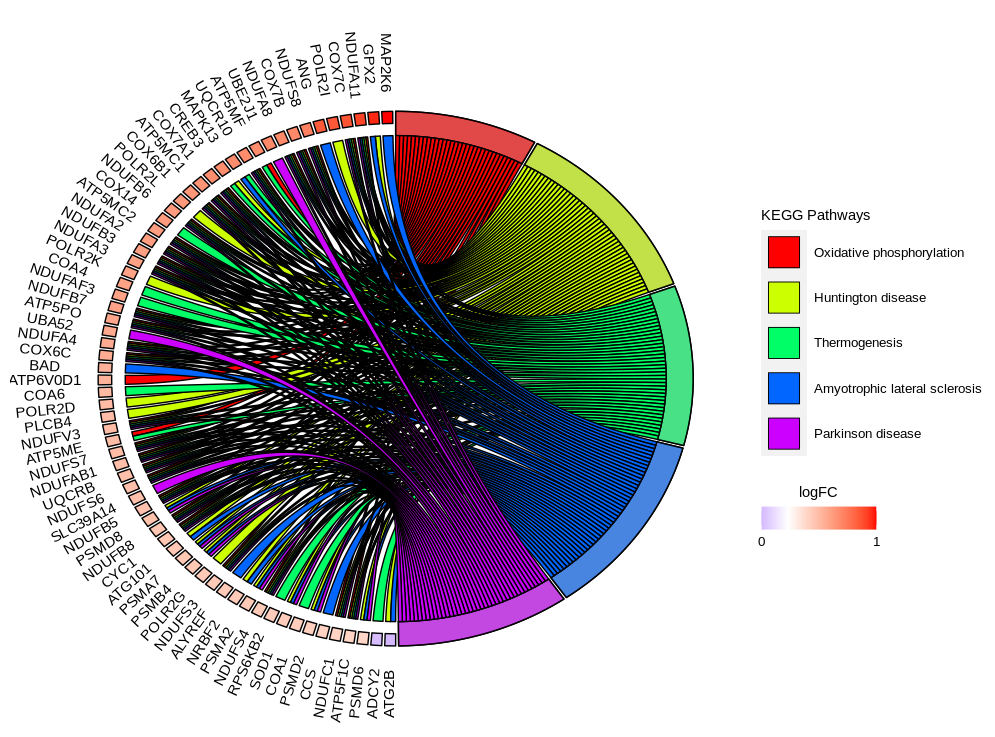 MAP2K6
GPX2
NDUFA11
COX7C
POLR2I
ANG
NDUFS8
COX7B
NDUFA8
UBE2J1
ATP5MF
UQCR10
MAPK13
CREB3
COX7A1
ATP5MC1
COX6B1
POLR2L
NDUFB6
COX14
ATP5MC2
NDUFA2
NDUFB3
NDUFA3
POLR2K
COA4
NDUFAF3
NDUFB7
ATP5PO
UBA52
NDUFA4
COX6C
BAD
ATP6V0D1
COA6
POLR2D
PLCB4
NDUFV3
ATP5ME
NDUFS7
NDUFAB1
UQCRB
NDUFS6
SLC39A14
NDUFB5
PSMD8
NDUFB8
CYC1
ATG101
PSMA7
PSMB4
POLR2G
NDUFS3
ALYREF
NRBF2
PSMA2
NDUFS4
RPS6KB2
SOD1
COA1
PSMD2
CCS
NDUFC1
ATP5F1C
PSMD6
ADCY2
ATG2B
KEGG Pathways
Oxidative phosphorylation
Huntington disease
Thermogenesis
Amyotrophic lateral sclerosis
Parkinson disease
logFC
0 1